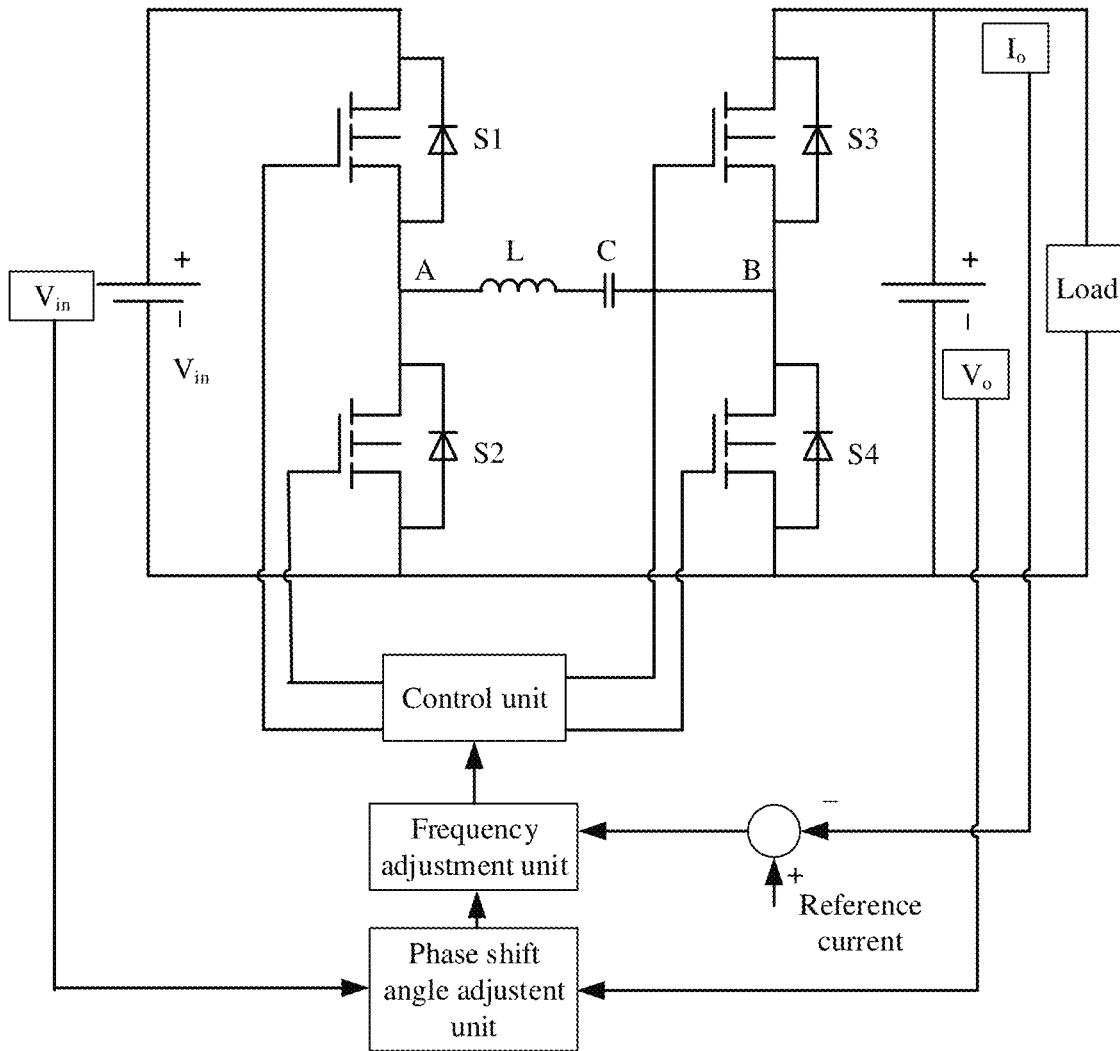 I₀
S1
S3
A
L
C
B
+
+
Vin
−
Vin
−
Load
Vo
S2
S4
Control unit
Frequency
adjustment unit
−
+
Reference
current
Phase shift
angle adjustent
unit